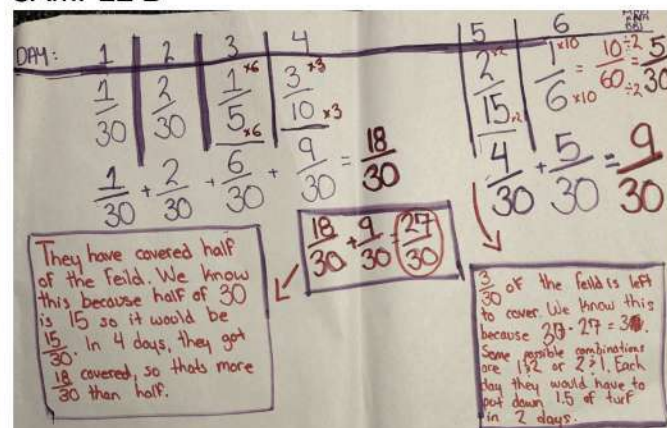 DAY: 1 2 3 4
1/30 2/30 1/5 ×6 ×6 3/10 ×3 ×3
1/30 + 2/30 + 6/30 + 9/30 = 18/30
5 6
2/15 ×2 ×2 1/6 ×10 ×10 = 10/60 ÷2 ÷2 = 5/30
4/30 + 5/30 = 9/30
18/30 + 9/30 = 27/30
They have covered half
of the feild. We know
this because half of 30
is 15 so it would be
15/30. In 4 days, they got
18/30 covered, so thats more
than half.
3/30 of the feild is left
to cover. We know this
because 30 - 27 = 3.
Some possible combinations
are 1÷2 or 2÷1. Each
day they would have to
put down 1.5 of turf
in 2 days.